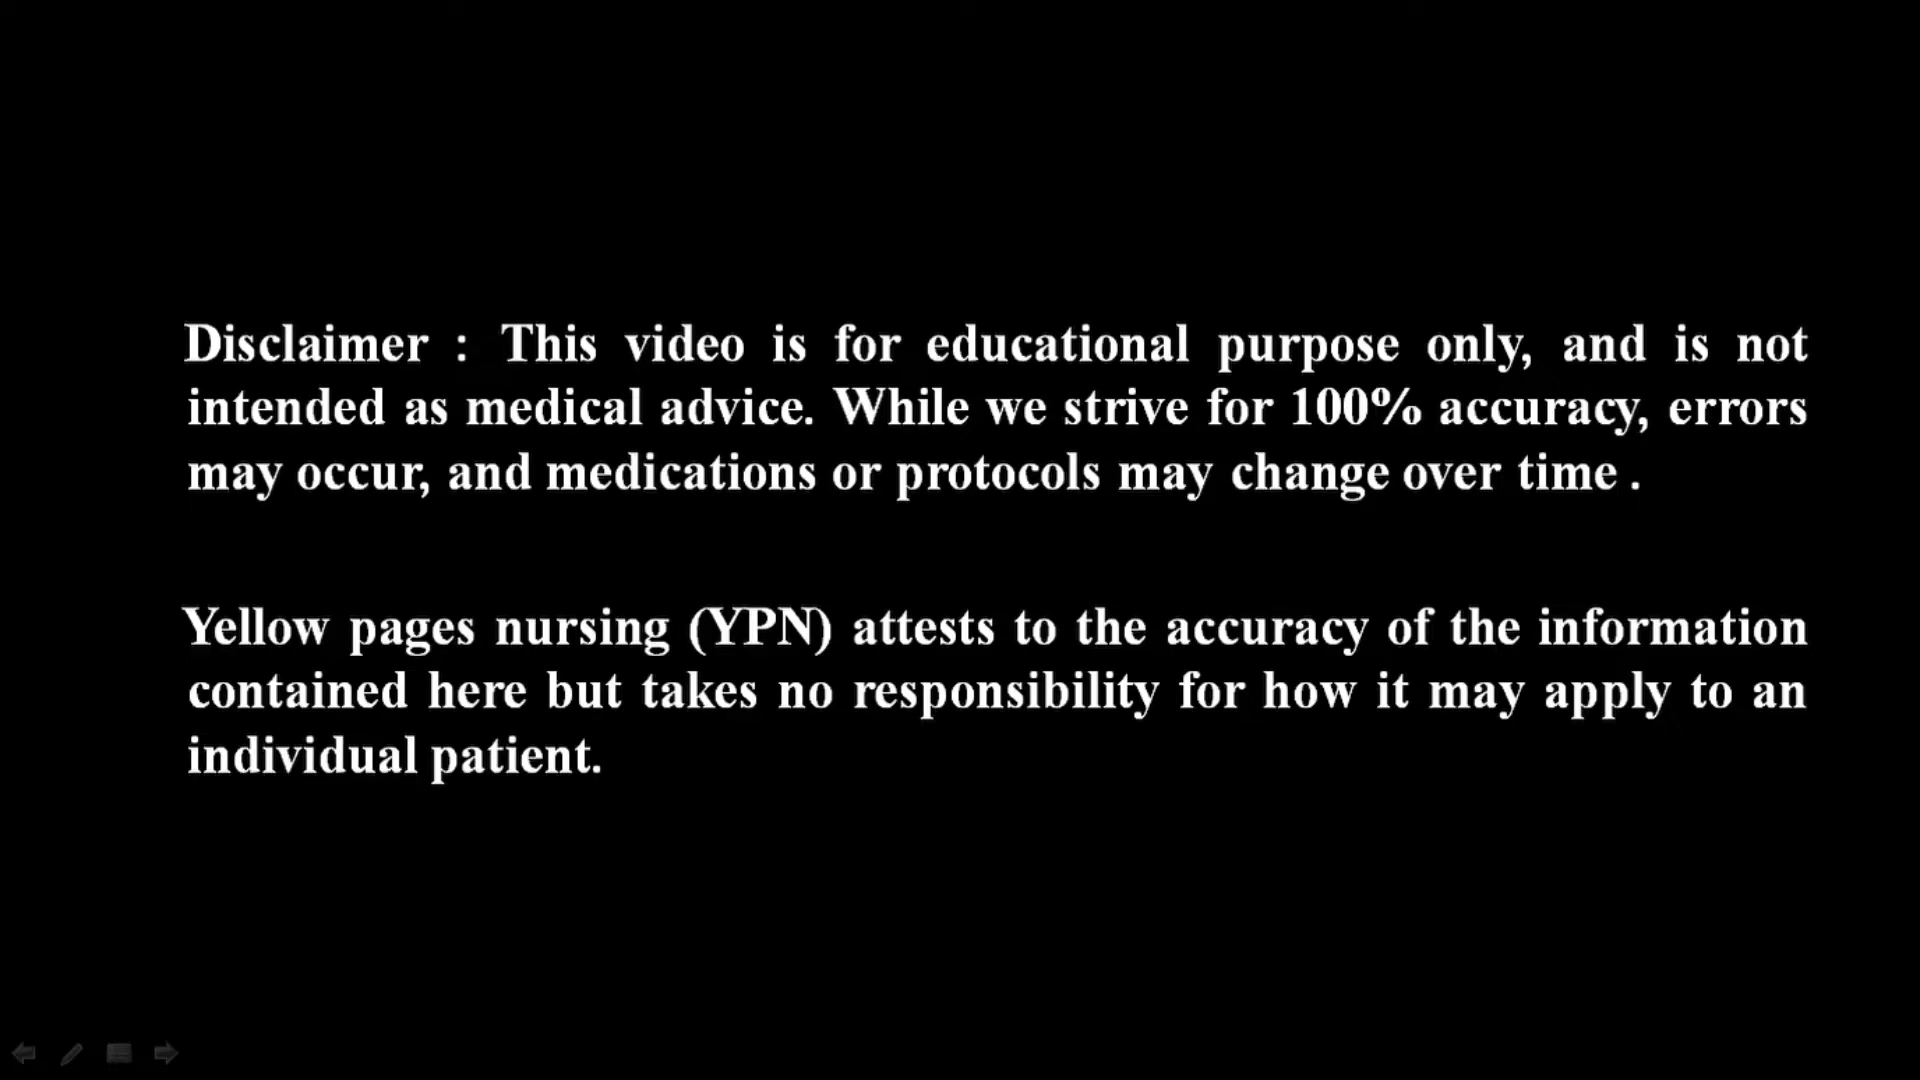 Disclaimer : This video is for educational purpose only, and is not
intended as medical advice. While we strive for 100% accuracy, errors
may occur, and medications or protocols may change over time .
Yellow pages nursing (YPN) attests to the accuracy of the information
contained here but takes no responsibility for how it may apply to an
individual patient.